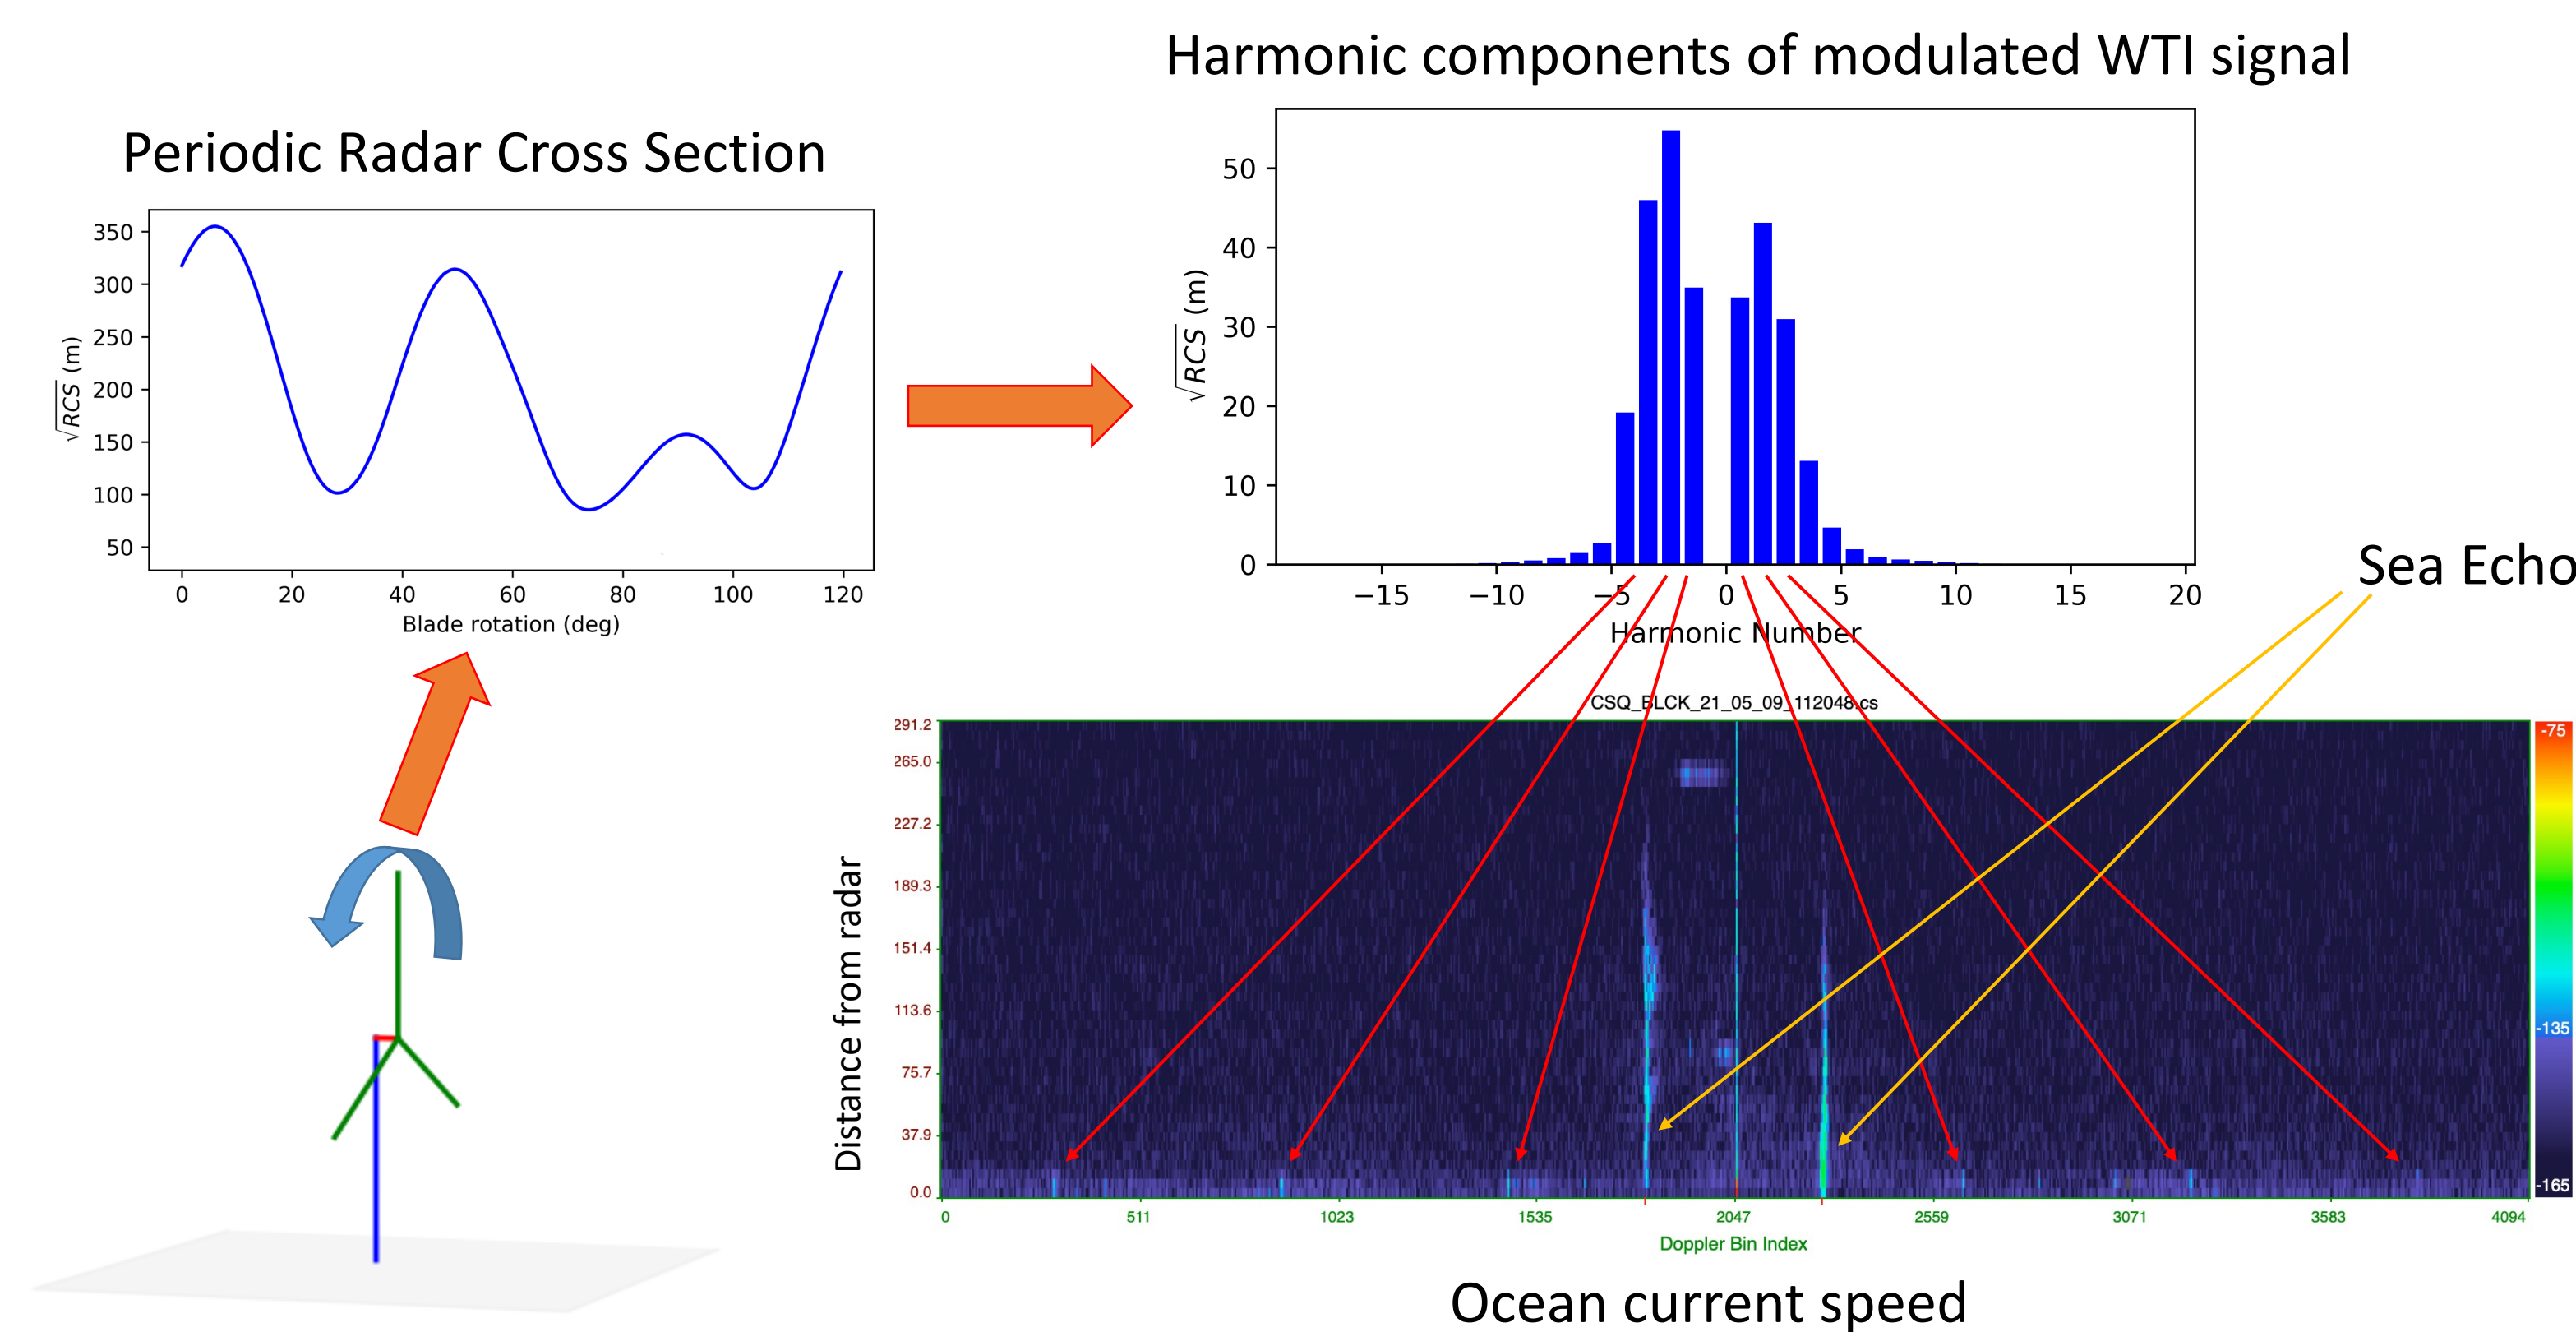 Harmonic components of modulated WTI signal
Periodic Radar Cross Section
350
300
250
200
150
100
50
√RCS (m)
0 20 40 60 80 100 120
Blade rotation (deg)
50
40
30
20
10
0
√RCS (m)
−15 −10 −5 0 5 10 15 20
Harmonic Number
Sea Echo
CSQ_BLCK_21_05_09_112048.cs
291.2
265.0
227.2
189.3
151.4
113.6
75.7
37.9
0.0
Distance from radar
-75
-135
-165
0 511 1023 1535 2047 2559 3071 3583 4094
Doppler Bin Index
Ocean current speed